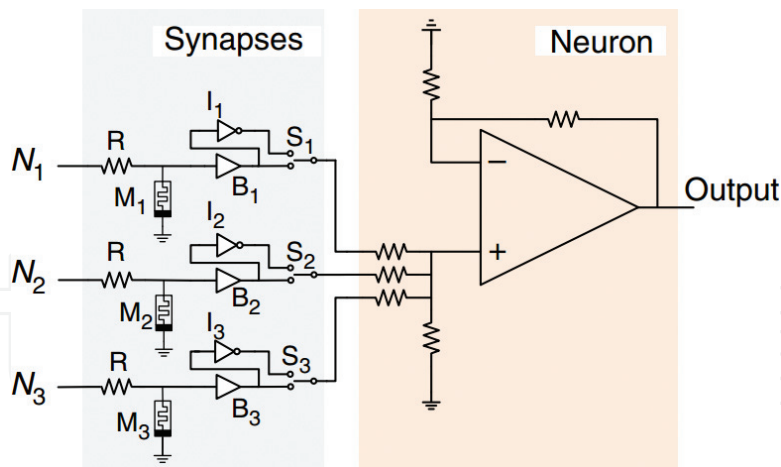 Synapses
Neuron
I₁
R
S₁
N₁
M₁
B₁
−
Output
I₂
R
S₂
+
N₂
M₂
B₂
I₃
R
S₃
N₃
M₃
B₃